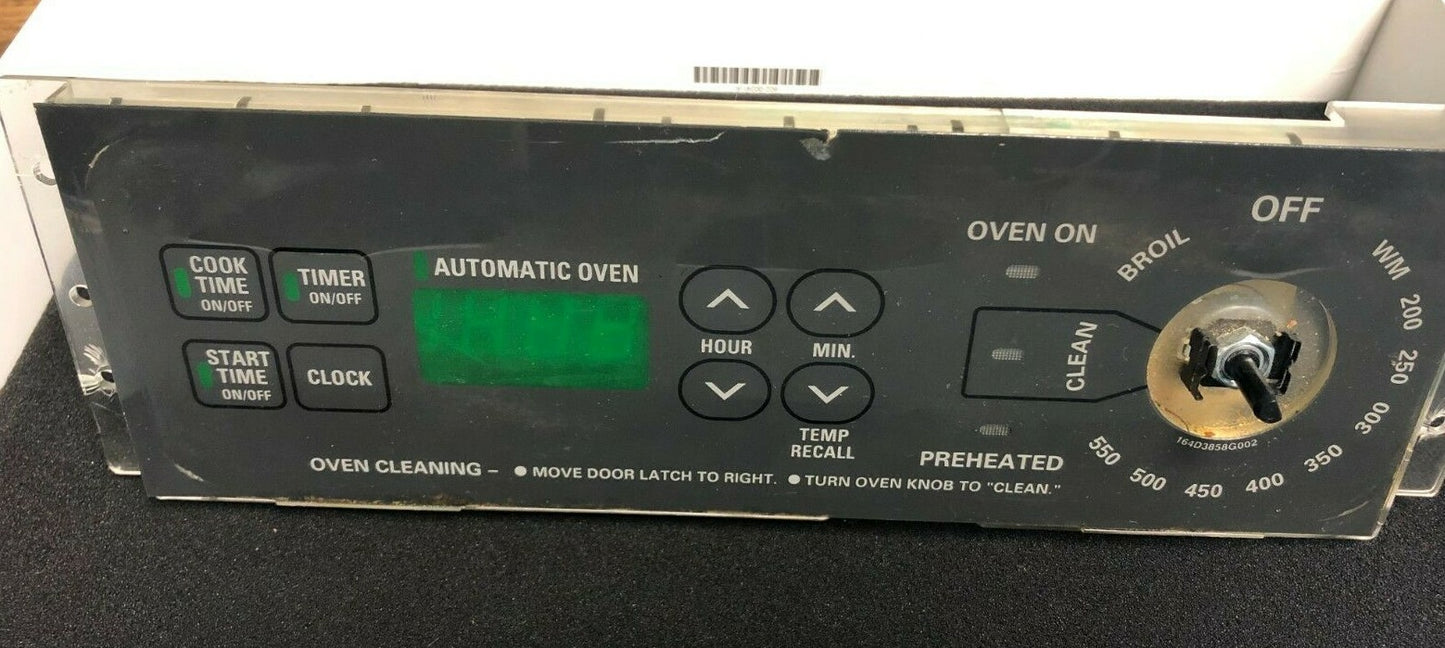 COOK
TIME
ON/OFF
TIMER
ON/OFF
START
TIME
ON/OFF
CLOCK
AUTOMATIC OVEN
HOUR
MIN.
TEMP
RECALL
OVEN CLEANING – ● MOVE DOOR LATCH TO RIGHT. ● TURN OVEN KNOB TO "CLEAN."
OVEN ON
CLEAN
PREHEATED
OFF
BROIL
WM
200
250
300
350
400
450
500
550
164D3858G002